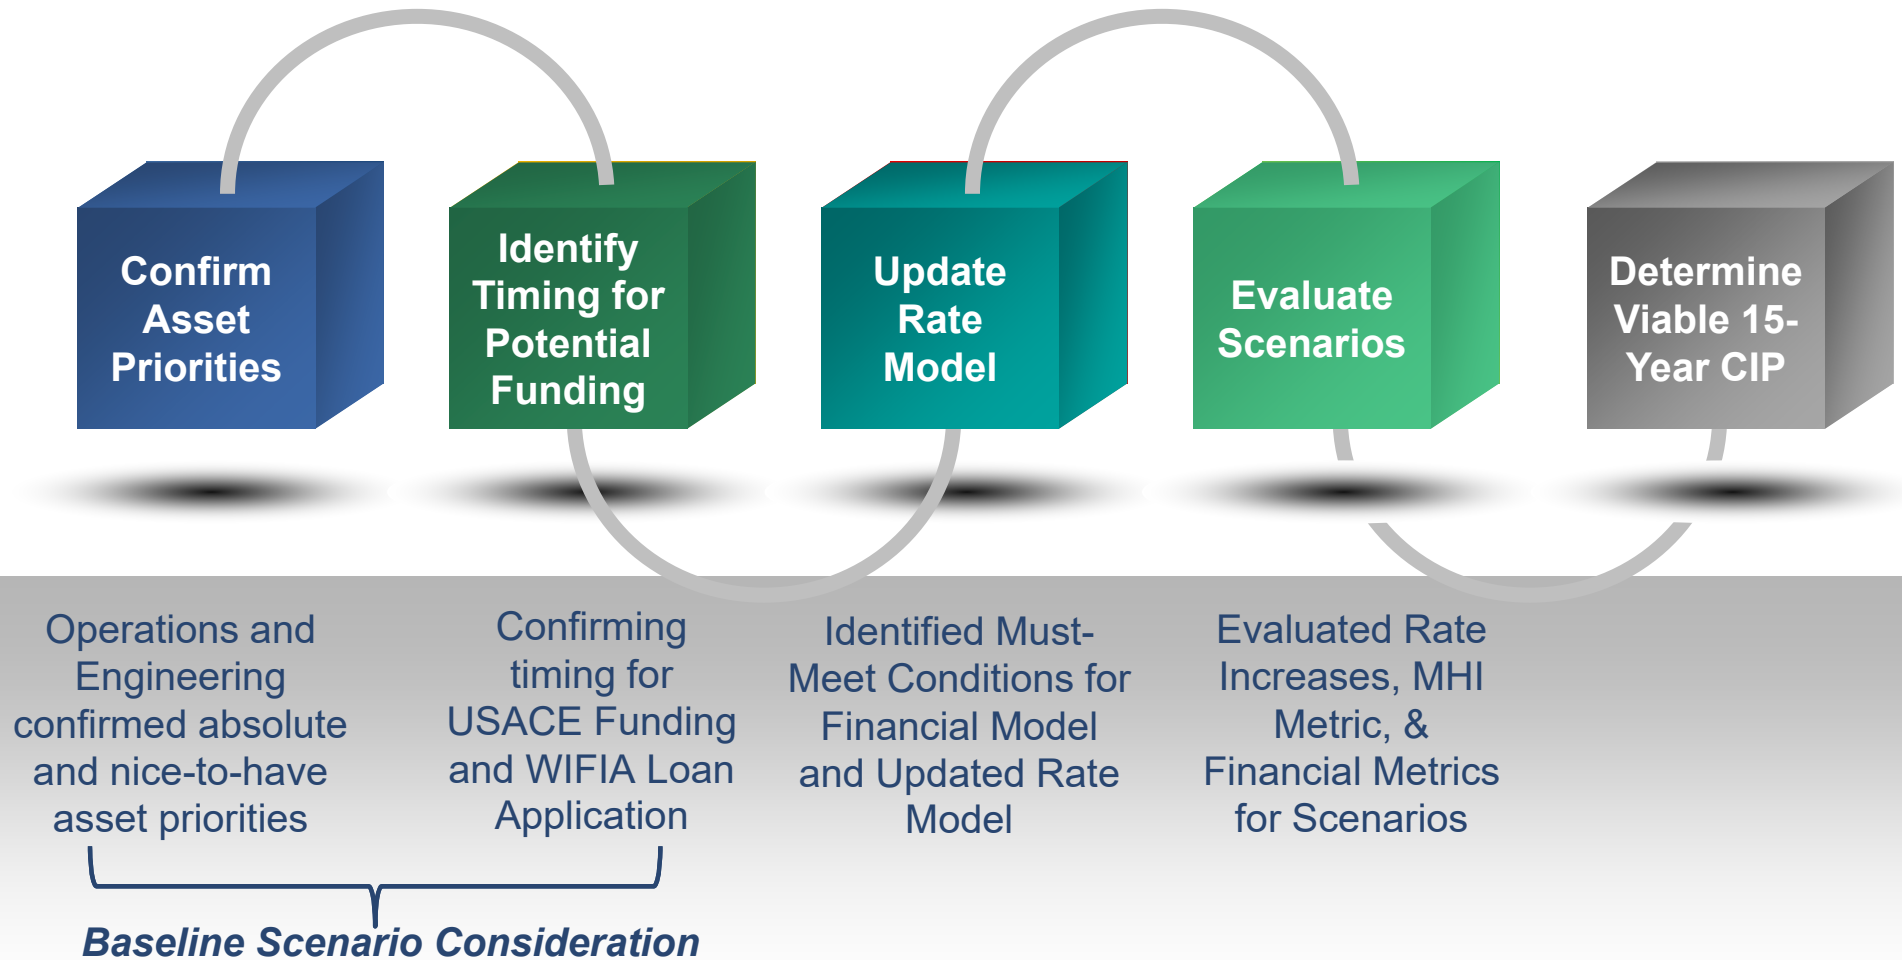 Confirm
Asset
Priorities
Identify
Timing for
Potential
Funding
Update
Rate
Model
Evaluate
Scenarios
Determine
Viable 15-
Year CIP
Operations and
Engineering
confirmed absolute
and nice-to-have
asset priorities
Confirming
timing for
USACE Funding
and WIFIA Loan
Application
Identified Must-
Meet Conditions for
Financial Model
and Updated Rate
Model
Evaluated Rate
Increases, MHI
Metric, &
Financial Metrics
for Scenarios
Baseline Scenario Consideration